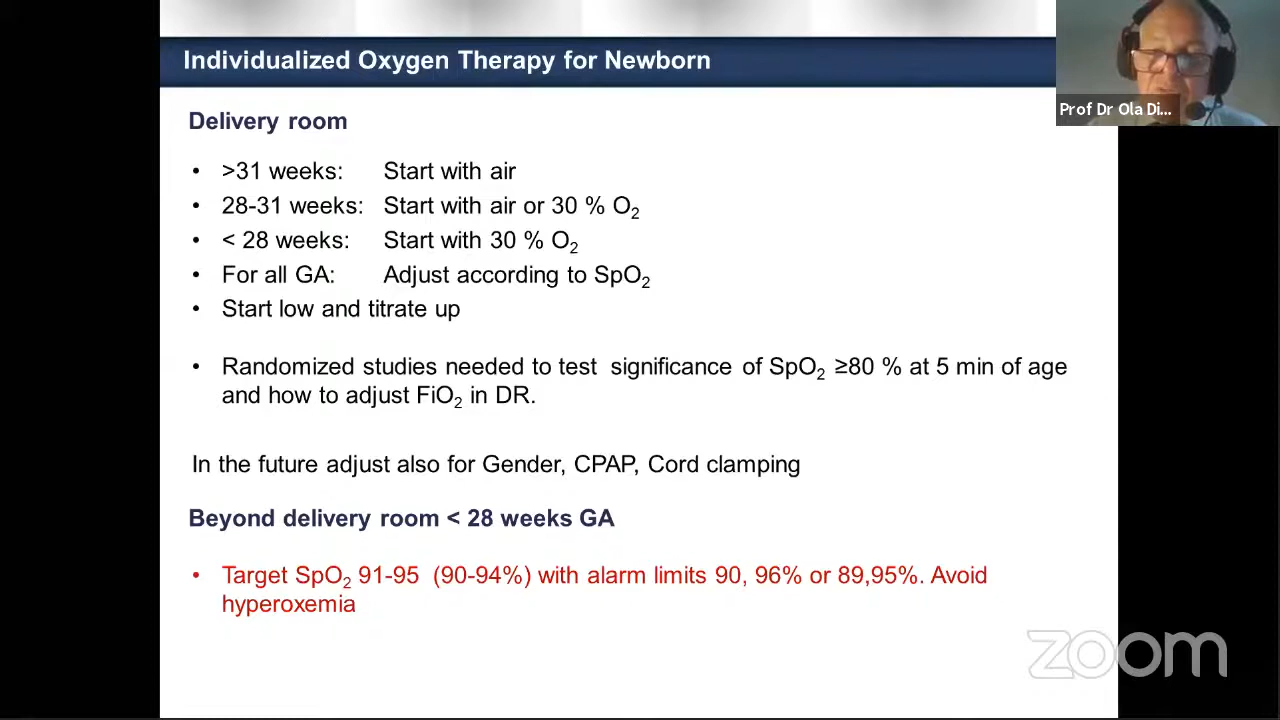 Individualized Oxygen Therapy for Newborn
Prof Dr Ola Di...
Delivery room
• >31 weeks: Start with air
• 28-31 weeks: Start with air or 30 % O₂
• < 28 weeks: Start with 30 % O₂
• For all GA: Adjust according to SpO₂
• Start low and titrate up
• Randomized studies needed to test significance of SpO₂ ≥80 % at 5 min of age
and how to adjust FiO₂ in DR.
In the future adjust also for Gender, CPAP, Cord clamping
Beyond delivery room < 28 weeks GA
• Target SpO₂ 91-95 (90-94%) with alarm limits 90, 96% or 89,95%. Avoid
hyperoxemia
zoom